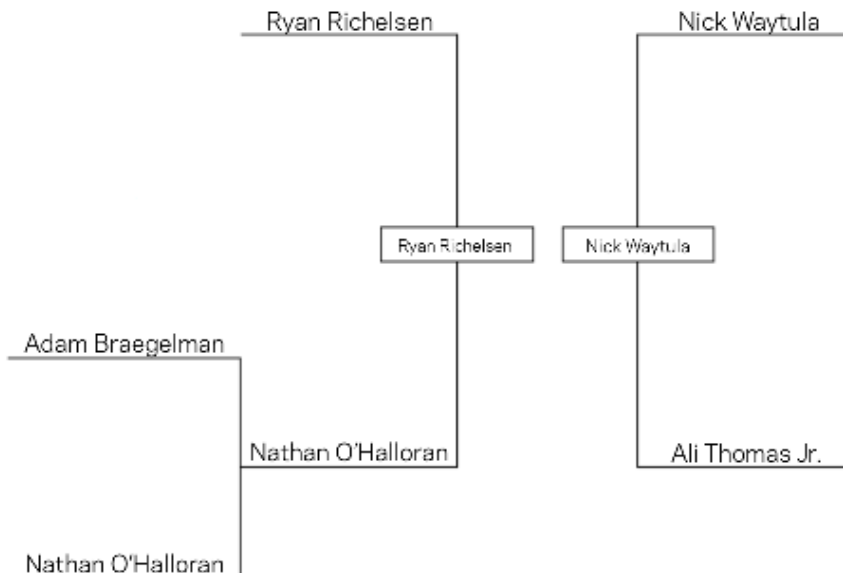 Ryan Richelsen
Nick Waytula
Ryan Richelsen
Nick Waytula
Adam Braegelman
Nathan O'Halloran
Ali Thomas Jr.
Nathan O'Halloran